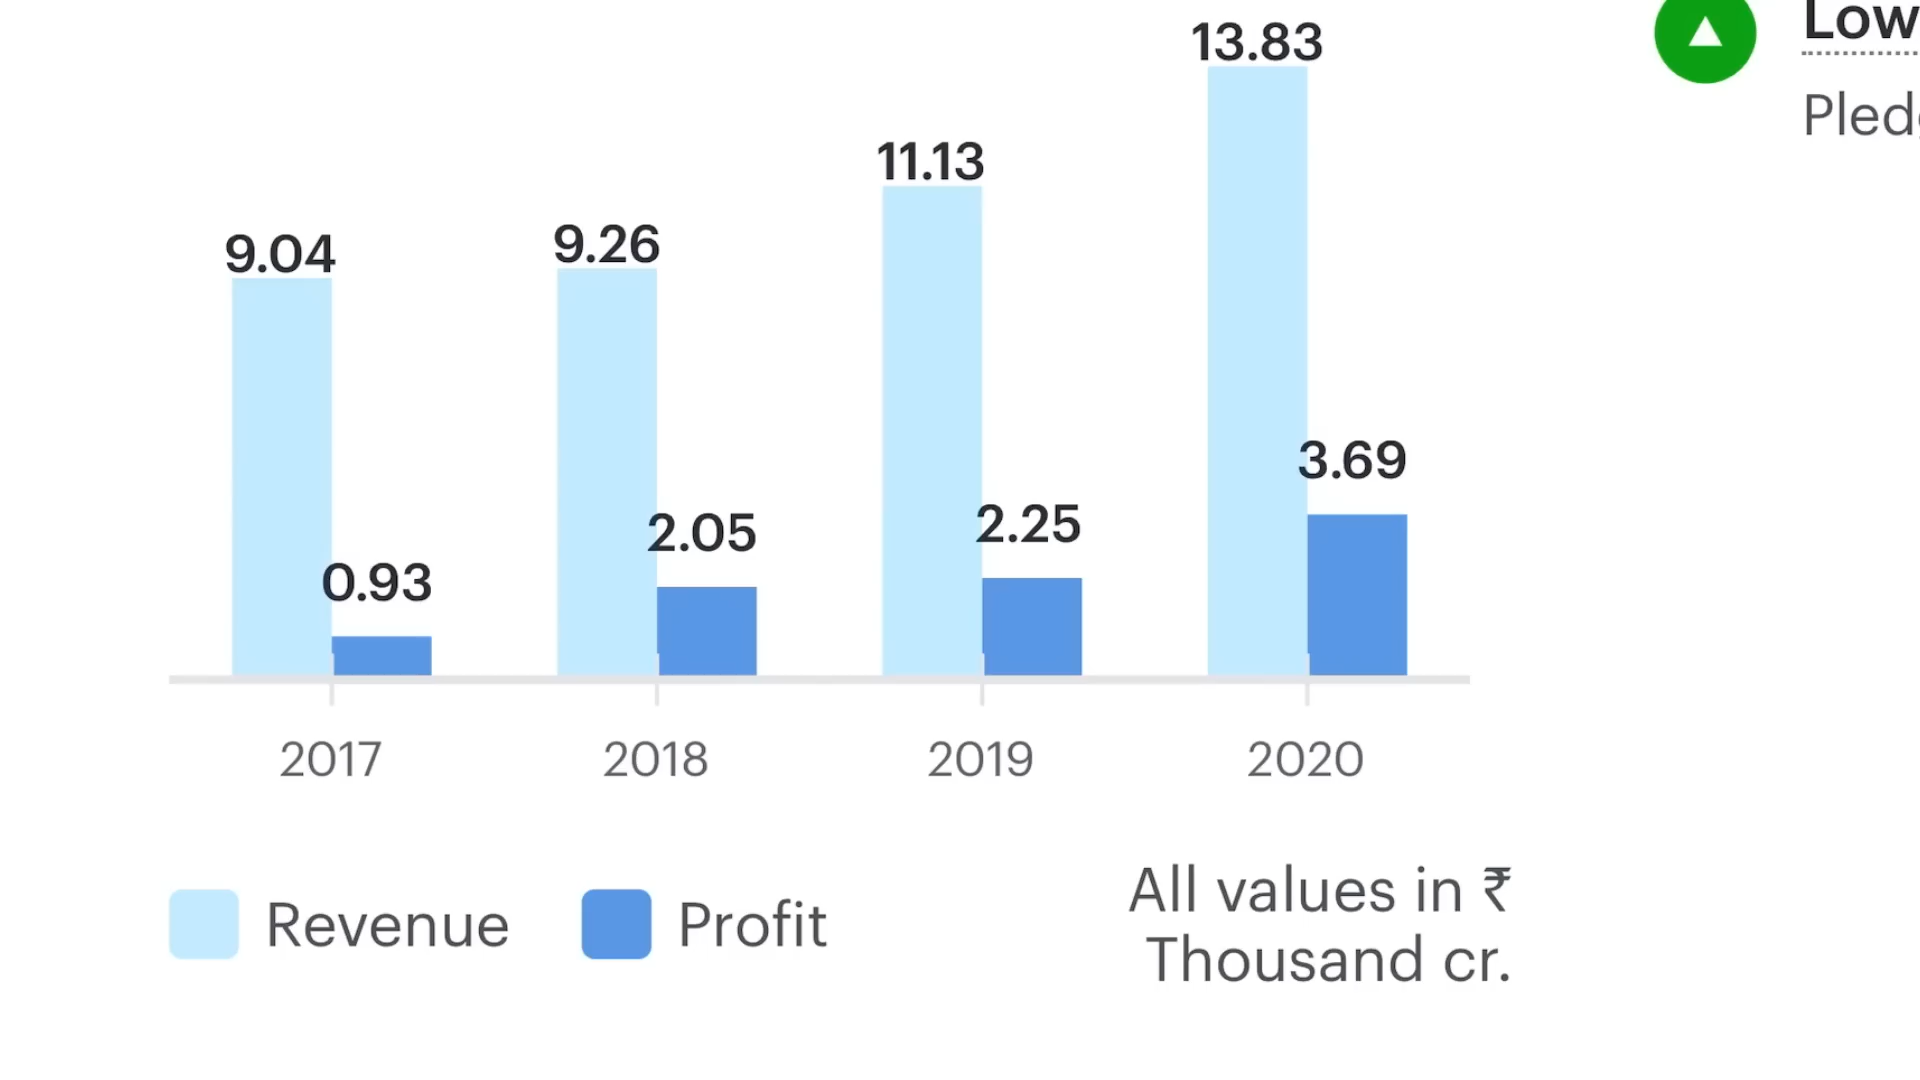 13.83
Low
11.13
9.04
9.26
3.69
2.05
2.25
0.93
2017 2018 2019 2020
Revenue Profit
All values in ₹
Thousand cr.